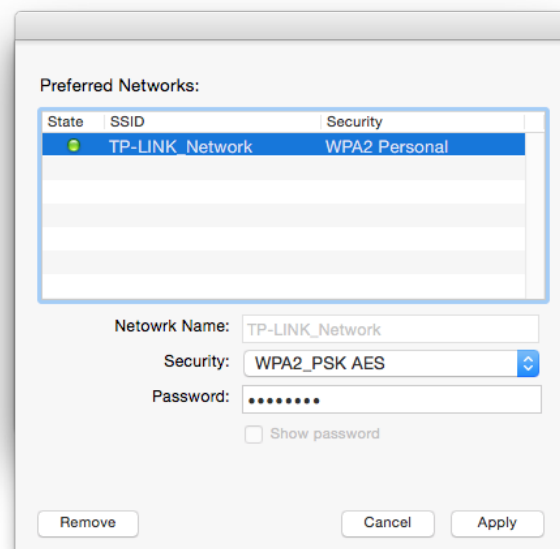 Preferred Networks:
State SSID Security
TP-LINK_Network WPA2 Personal
Netowrk Name: TP-LINK_Network
Security: WPA2_PSK AES
Password: ••••••••
Show password
Remove Cancel Apply